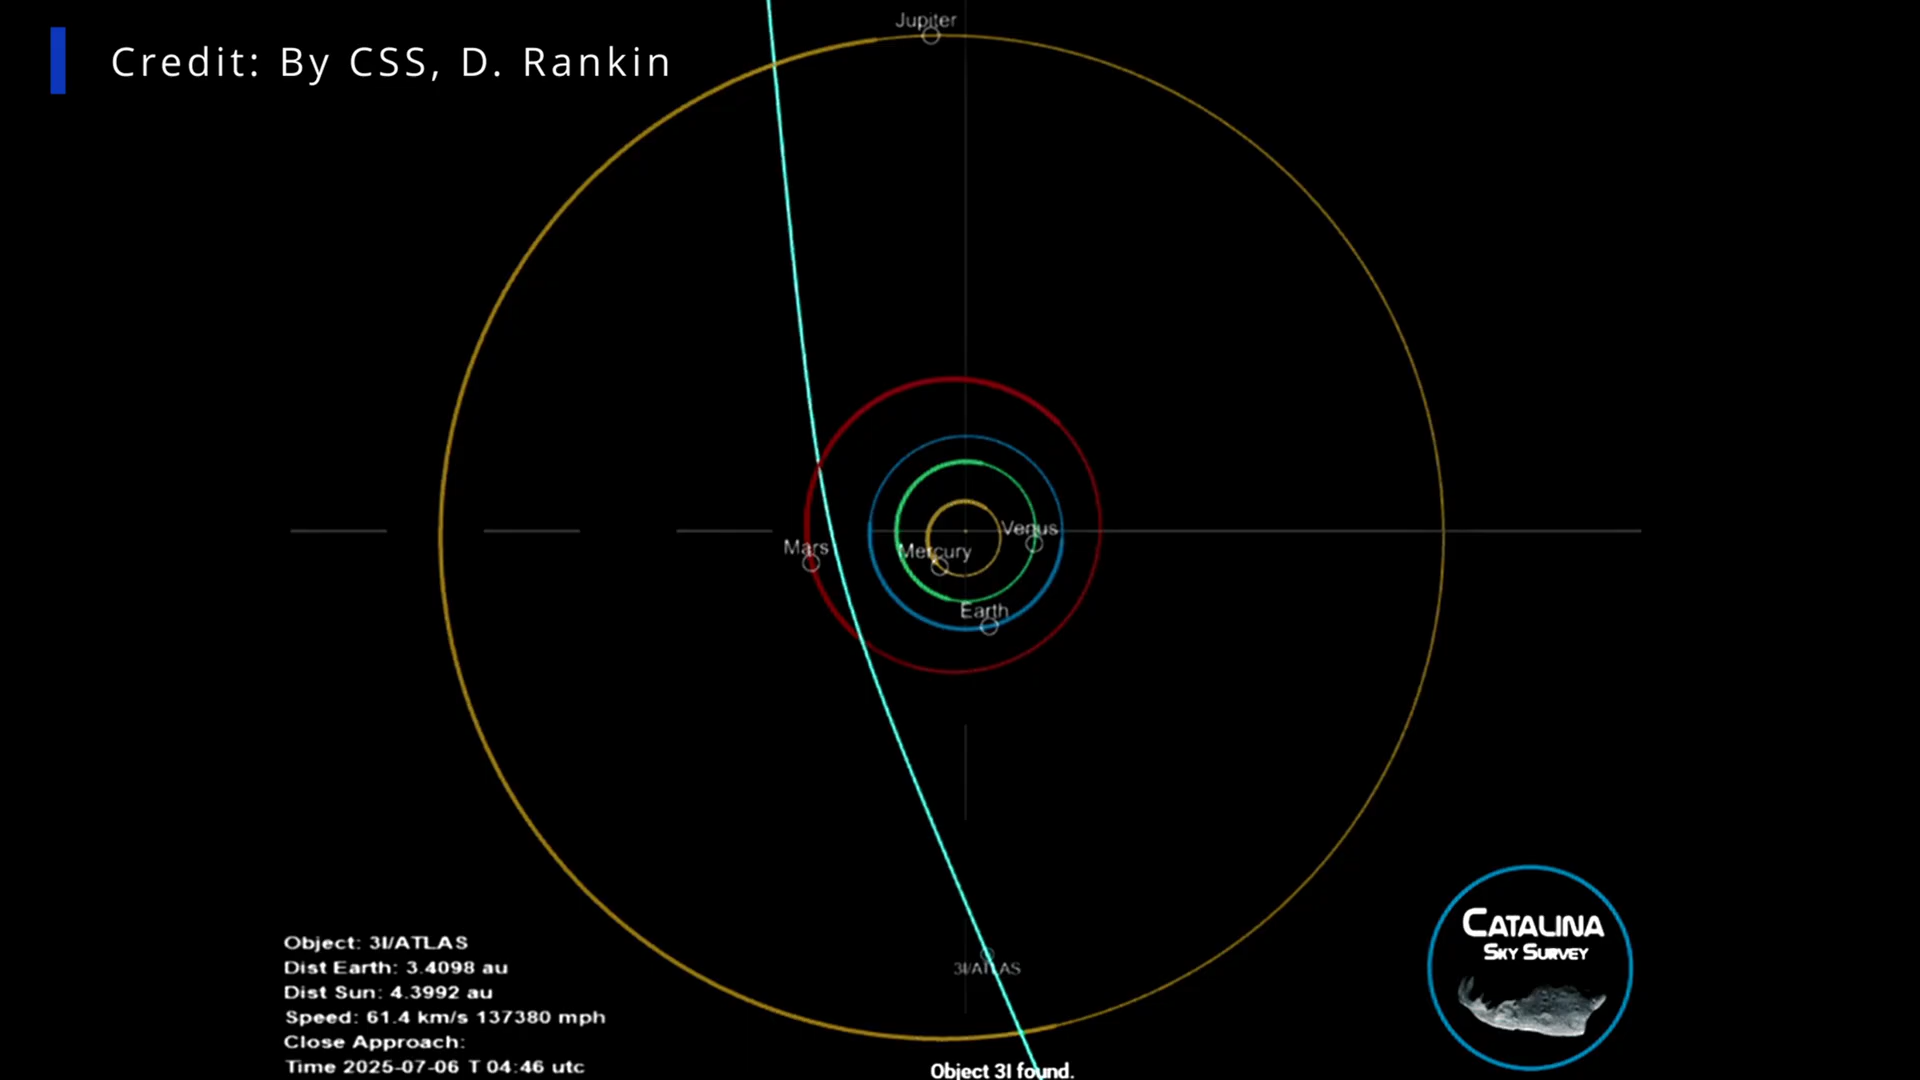 Credit: By CSS, D. Rankin
Jupiter
Venus
Mars
Mercury
Earth
3I/ATLAS
Object: 3I/ATLAS
Dist Earth: 3.4098 au
Dist Sun: 4.3992 au
Speed: 61.4 km/s 137380 mph
Close Approach:
Time 2025-07-06 T 04:46 utc
Object 3I found.
CATALINA
SKY SURVEY